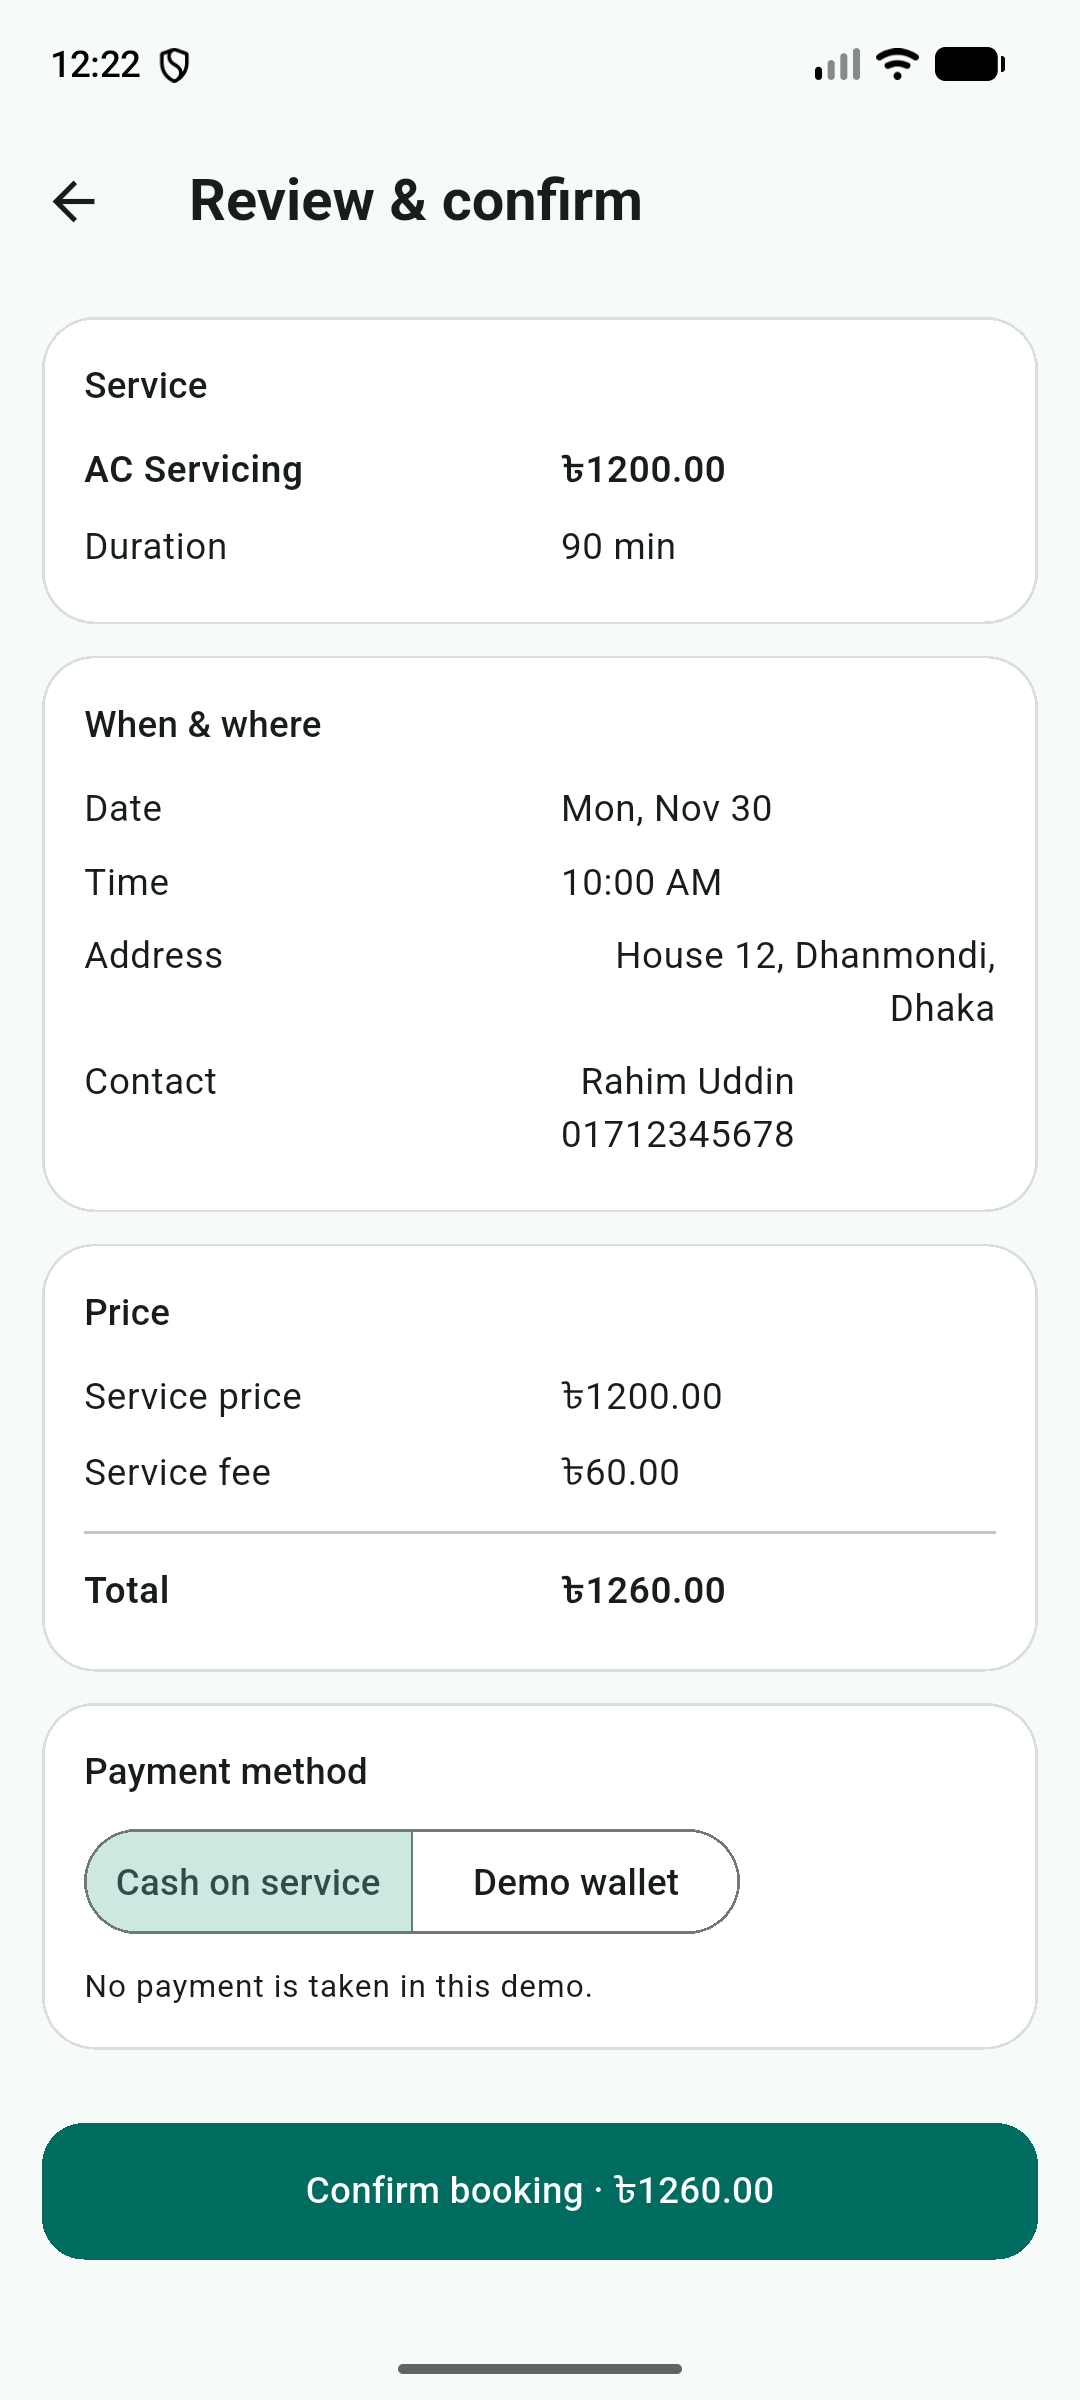 12:22
Review & confirm
Service
AC Servicing ৳1200.00
Duration 90 min
When & where
Date Mon, Nov 30
Time 10:00 AM
Address House 12, Dhanmondi,
Dhaka
Contact Rahim Uddin
01712345678
Price
Service price ৳1200.00
Service fee ৳60.00
Total ৳1260.00
Payment method
Cash on service Demo wallet
No payment is taken in this demo.
Confirm booking · ৳1260.00